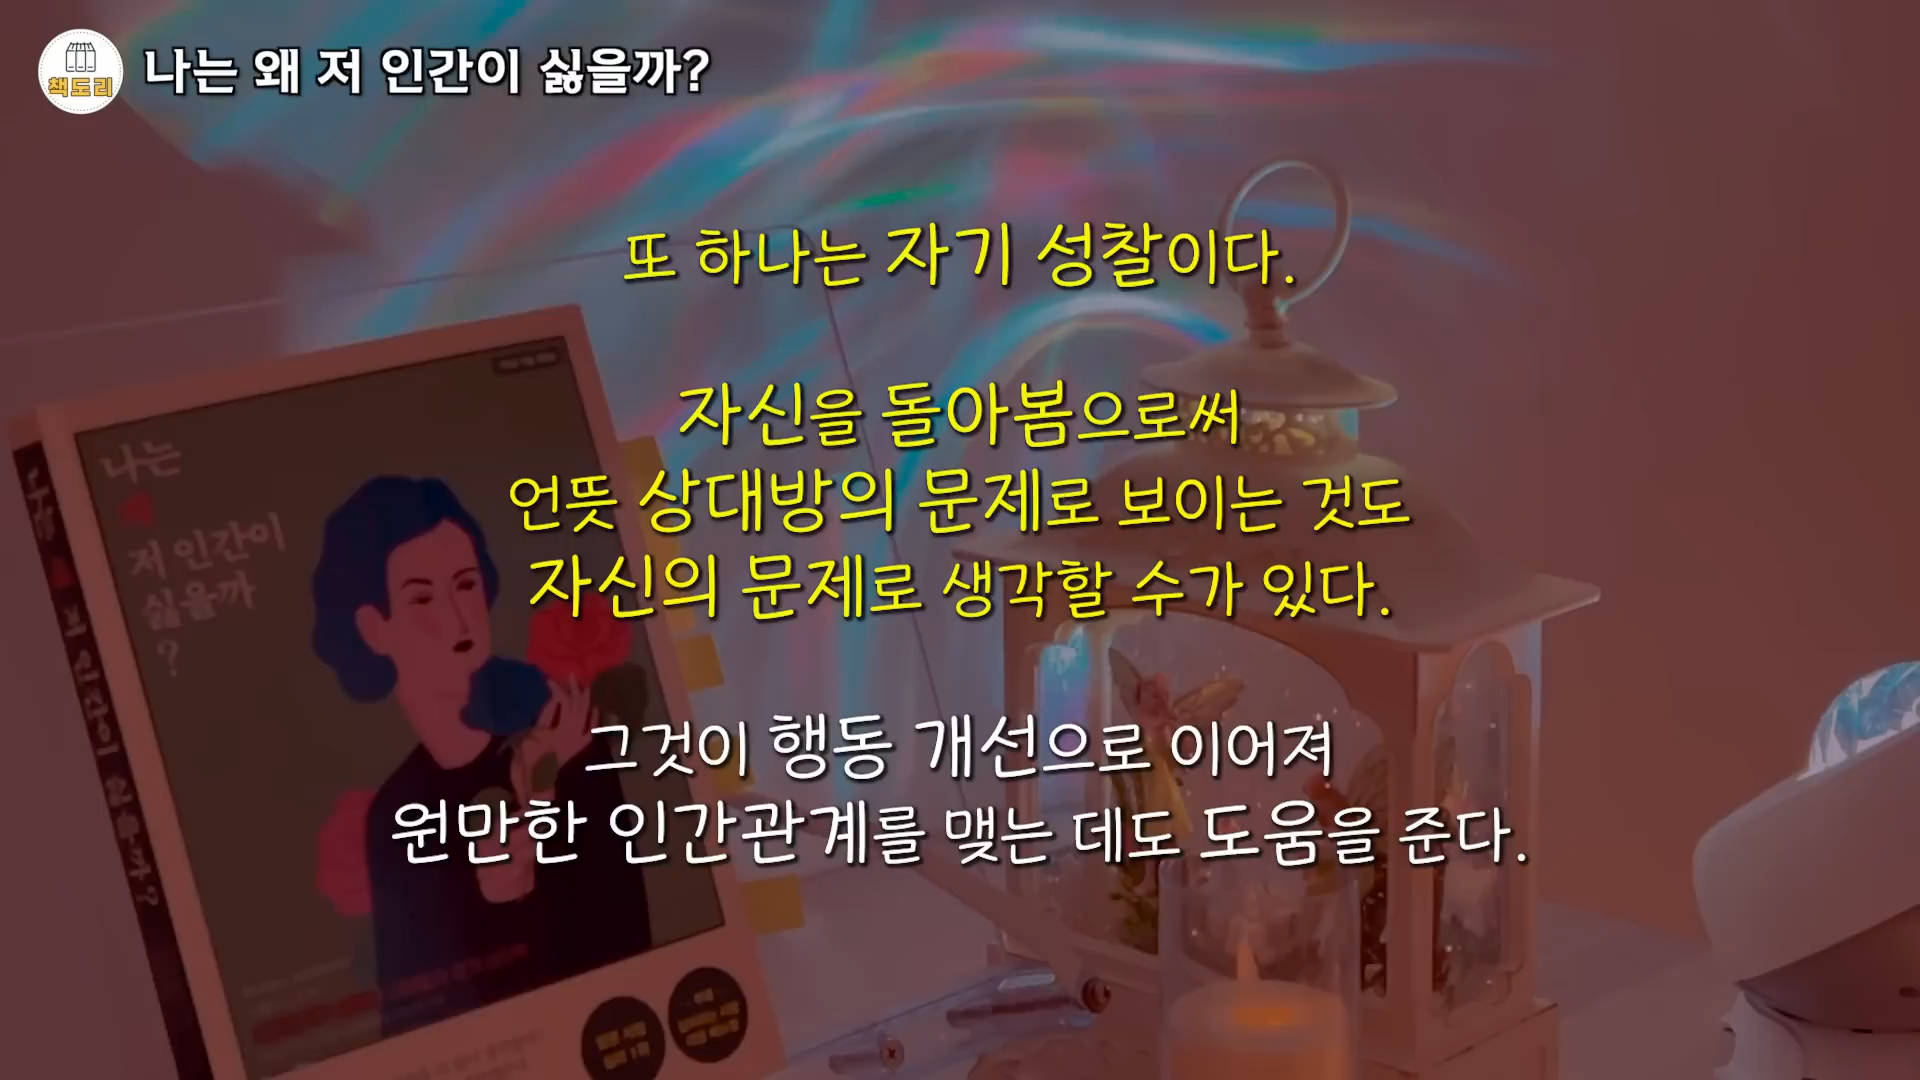 책도리
나는 왜 저 인간이 싫을까?
또 하나는 자기 성찰이다.
자신을 돌아봄으로써
언뜻 상대방의 문제로 보이는 것도
자신의 문제로 생각할 수가 있다.
그것이 행동 개선으로 이어져
원만한 인간관계를 맺는 데도 도움을 준다.
나는
왜
저 인간이
싫을까
?